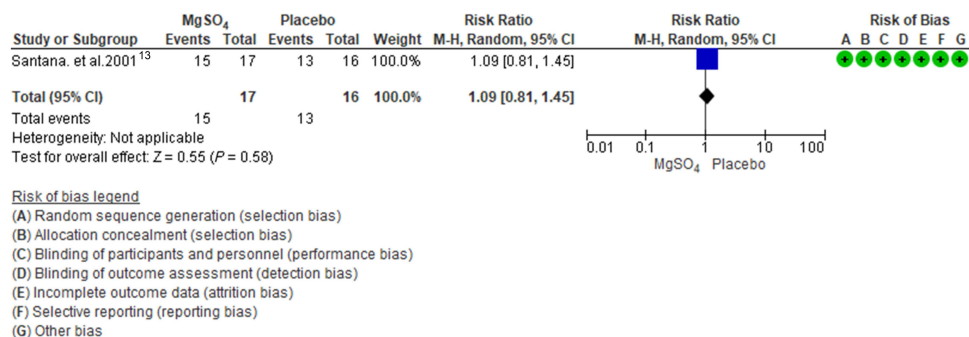 MgSO₄ Placebo Risk Ratio Risk Ratio Risk of Bias
Study or Subgroup Events Total Events Total Weight M-H, Random, 95% CI M-H, Random, 95% CI A B C D E F G
Santana. et al.2001¹³ 15 17 13 16 100.0% 1.09 [0.81, 1.45] + + + + + + +
Total (95% CI) 17 16 100.0% 1.09 [0.81, 1.45]
Total events 15 13
Heterogeneity: Not applicable
Test for overall effect: Z = 0.55 (P = 0.58)
0.01 0.1 1 10 100
MgSO₄ Placebo
Risk of bias legend
(A) Random sequence generation (selection bias)
(B) Allocation concealment (selection bias)
(C) Blinding of participants and personnel (performance bias)
(D) Blinding of outcome assessment (detection bias)
(E) Incomplete outcome data (attrition bias)
(F) Selective reporting (reporting bias)
(G) Other bias